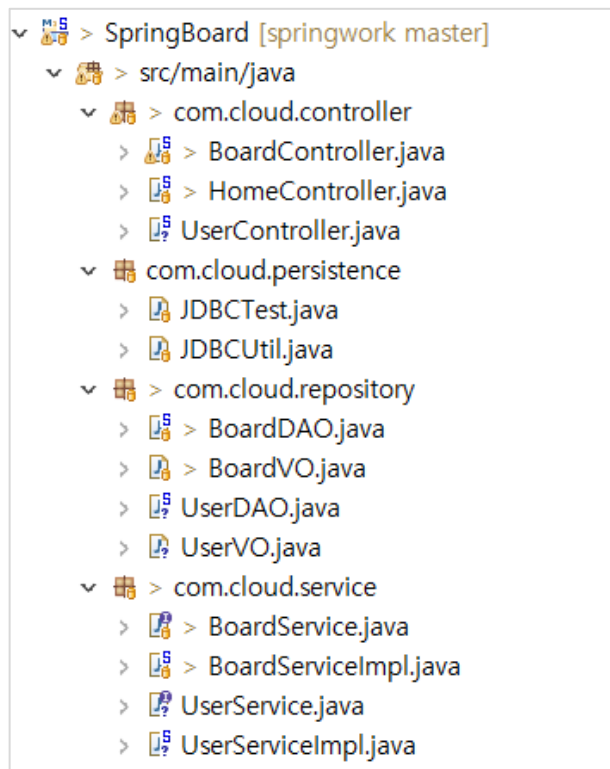 > SpringBoard [springwork master]
> src/main/java
> com.cloud.controller
> BoardController.java
> HomeController.java
UserController.java
com.cloud.persistence
JDBCTest.java
JDBCUtil.java
> com.cloud.repository
> BoardDAO.java
> BoardVO.java
UserDAO.java
UserVO.java
> com.cloud.service
> BoardService.java
> BoardServiceImpl.java
UserService.java
UserServiceImpl.java